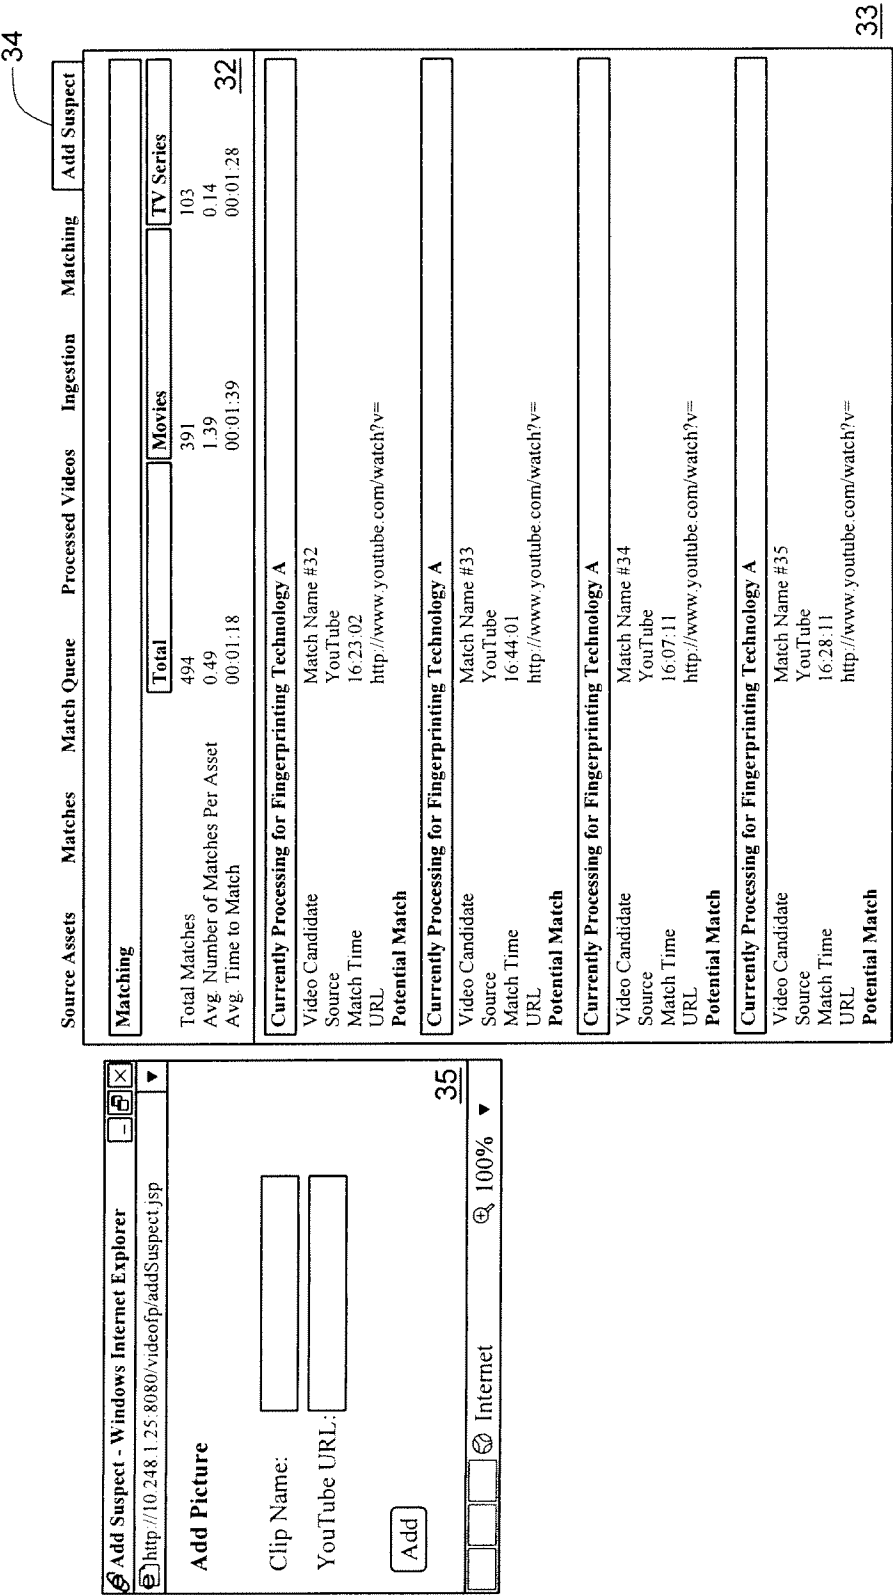 34
Source Assets Matches Match Queue Processed Videos Ingestion Matching Add Suspect
Matching
Total Movies TV Series
Total Matches 494 391 103
Avg. Number of Matches Per Asset 0.49 1.39 0.14
Avg. Time to Match 00:01:18 00:01:39 00:01:28
32
Currently Processing for Fingerprinting Technology A
Video Candidate Match Name #32
Source YouTube
Match Time 16:23:02
URL http://www.youtube.com/watch?v=
Potential Match
Currently Processing for Fingerprinting Technology A
Video Candidate Match Name #33
Source YouTube
Match Time 16:44:01
URL http://www.youtube.com/watch?v=
Potential Match
Currently Processing for Fingerprinting Technology A
Video Candidate Match Name #34
Source YouTube
Match Time 16:07:11
URL http://www.youtube.com/watch?v=
Potential Match
Currently Processing for Fingerprinting Technology A
Video Candidate Match Name #35
Source YouTube
Match Time 16:28:11
URL http://www.youtube.com/watch?v=
Potential Match
33
Add Suspect - Windows Internet Explorer
http://10.248.1.25:8080/videofp/addSuspect.jsp
Add Picture
Clip Name:
YouTube URL:
Add
35
Internet 100%